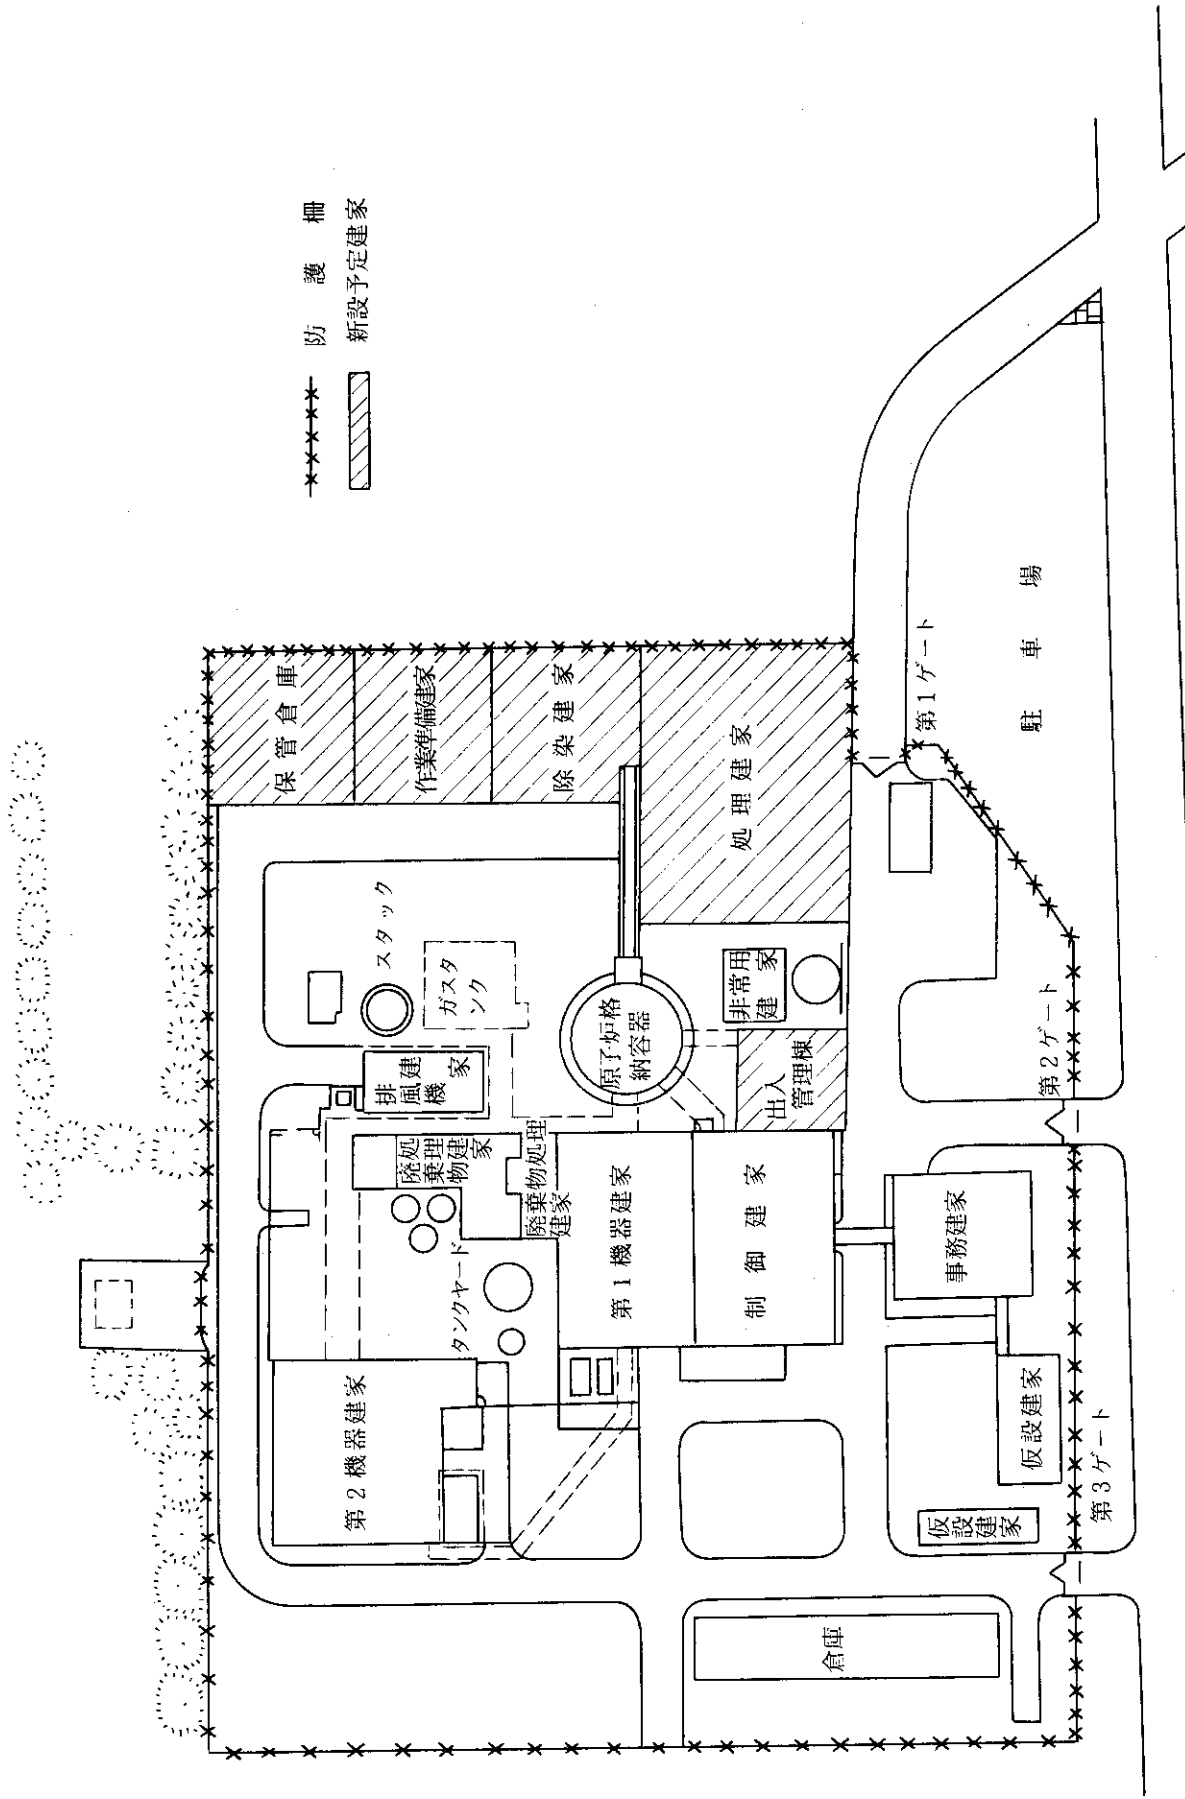 防護柵
新設予定建家
保管倉庫
作業準備建家
除染建家
処理建家
スタック
ガスタ
ンク
排風機
建家
原子炉格
納容器
非常用
建家
出入
管理棟
廃棄物
処理建家
廃棄物処理
建家
タンクヤード
第1機器建家
制御建家
第2機器建家
事務建家
仮設建家
仮設
建家
倉庫
第1ゲート
第2ゲート
第3ゲート
駐車場